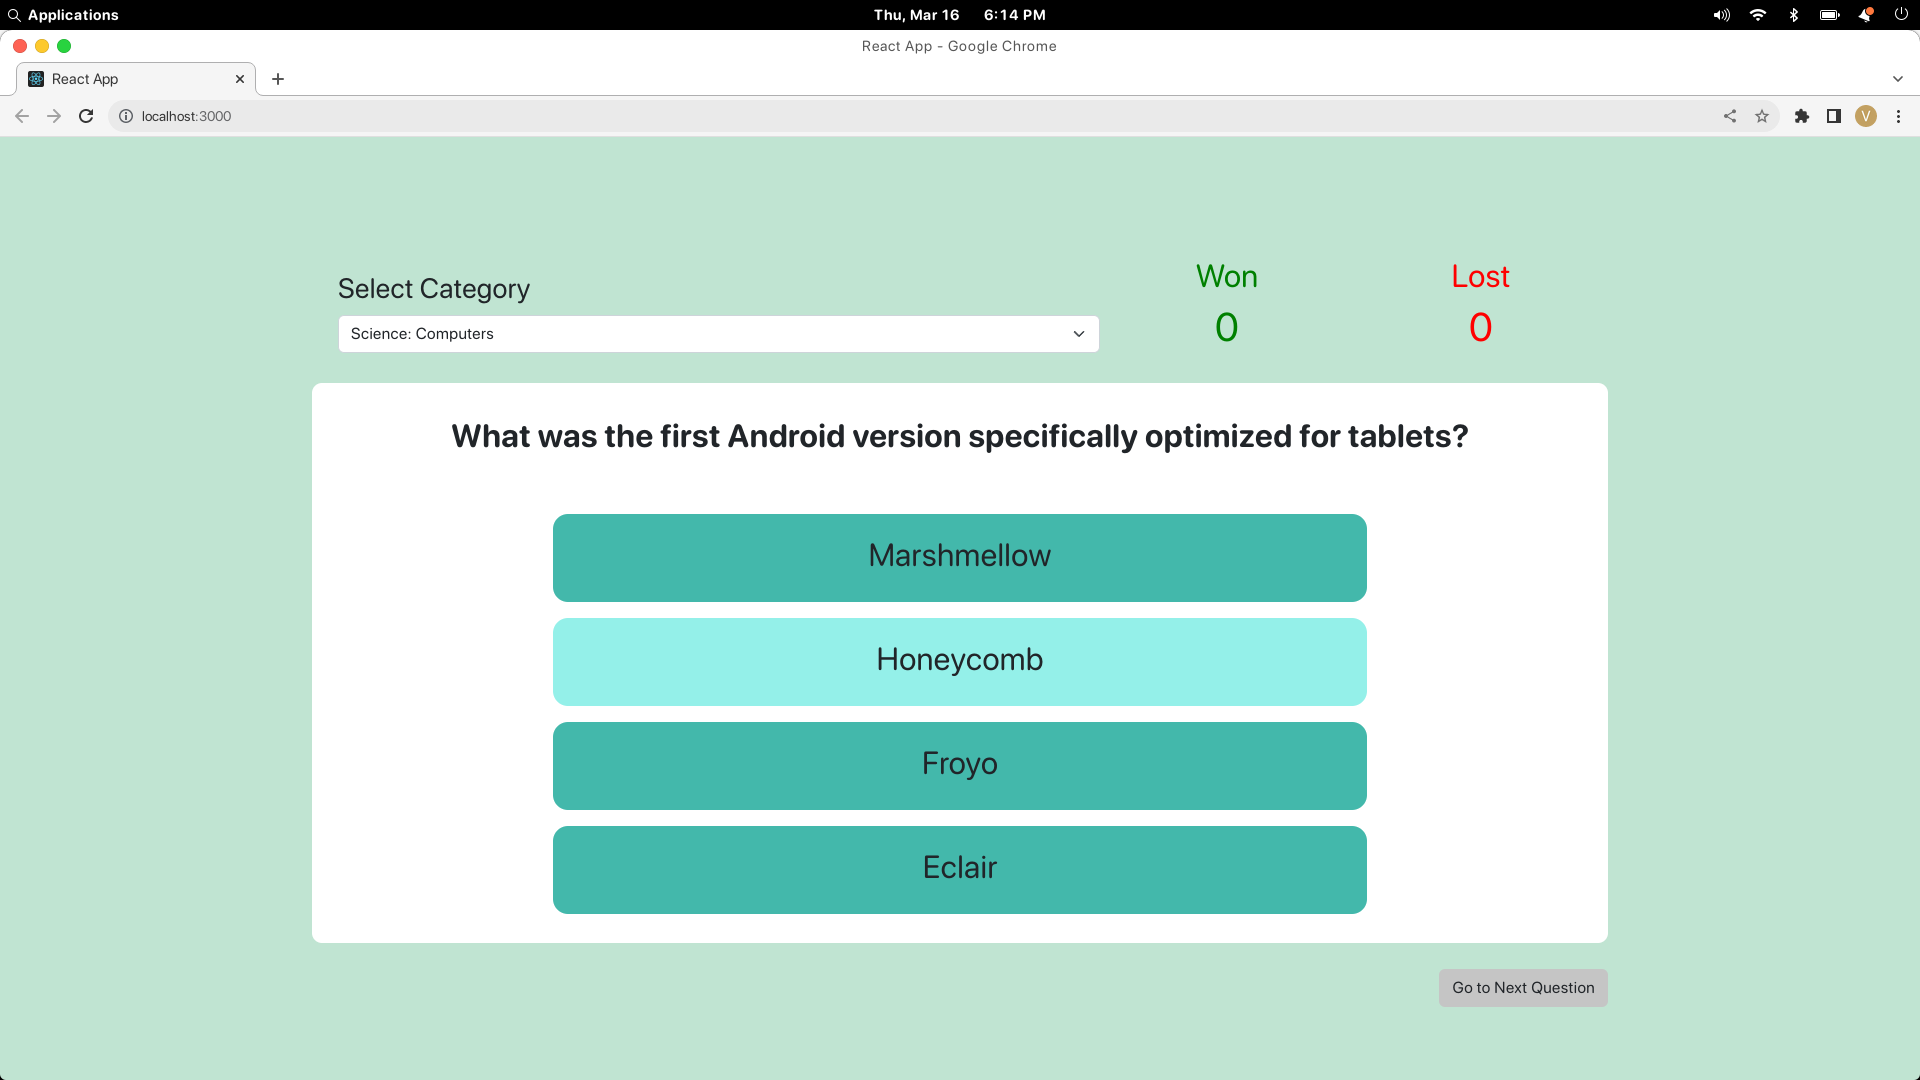 Applications
Thu, Mar 16 6:14 PM
React App - Google Chrome
React App
localhost:3000
V
Select Category
Science: Computers
Won
0
Lost
0
What was the first Android version specifically optimized for tablets?
Marshmellow
Honeycomb
Froyo
Eclair
Go to Next Question